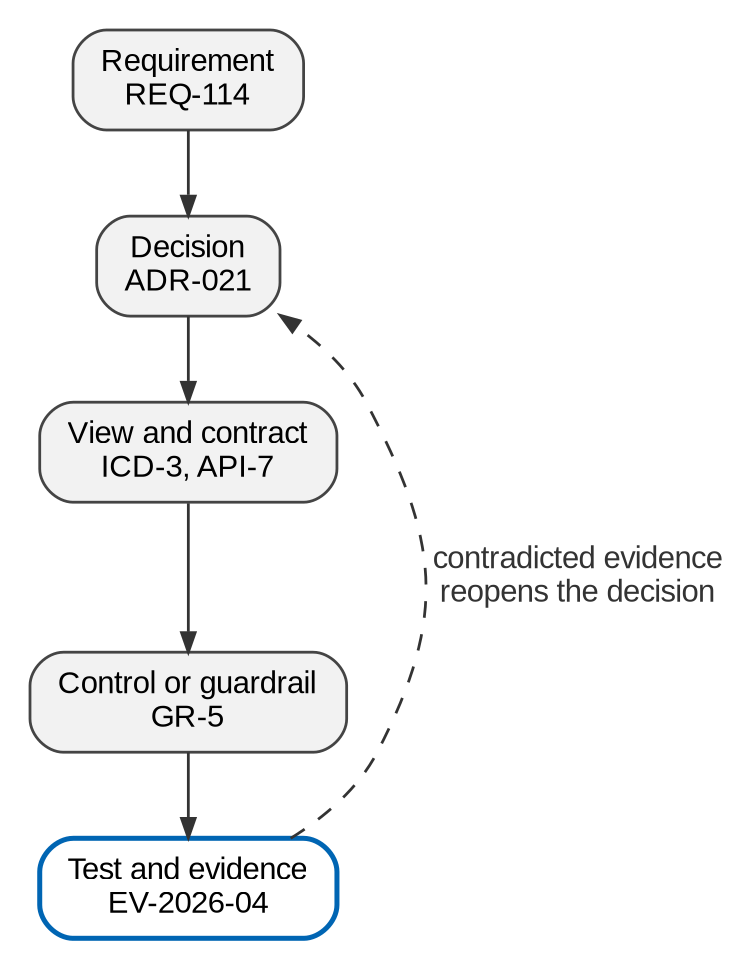 Requirement
REQ-114
Decision
ADR-021
View and contract
ICD-3, API-7
contradicted evidence
reopens the decision
Control or guardrail
GR-5
Test and evidence
EV-2026-04